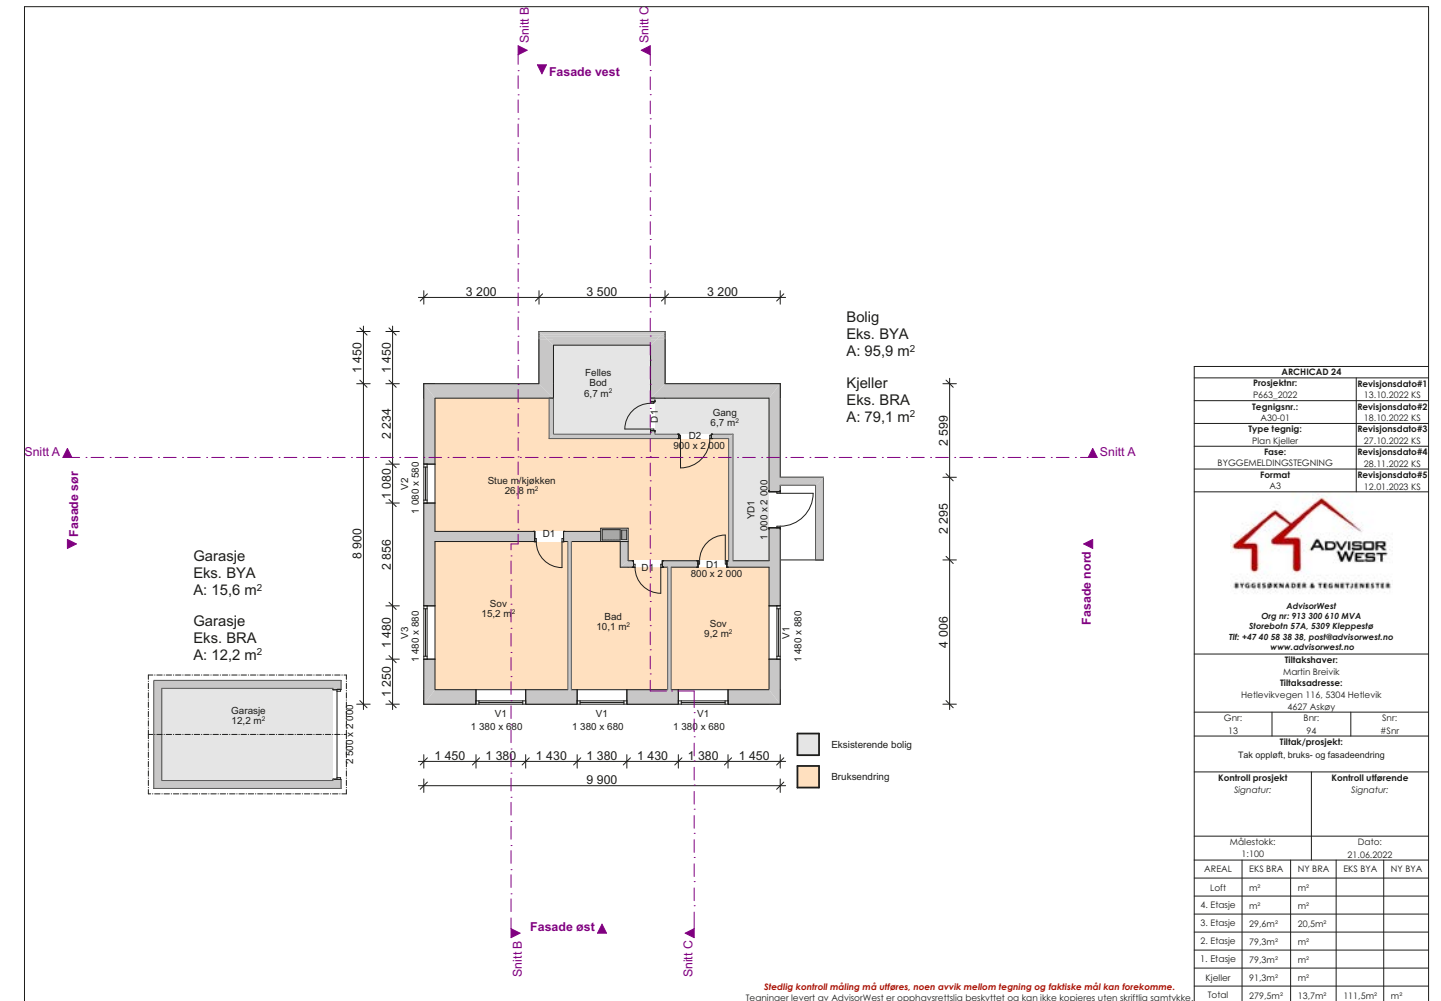 Snitt B
Snitt C
Fasade vest
3 200
3 500
3 200
Bolig
Eks. BYA
A: 95,9 m²
Kjeller
Eks. BRA
A: 79,1 m²
1 450
1 450
2 234
1 080
2 856
8 900
1 480
1 250
Felles
Bod
6,7 m²
D1
Gang
6,7 m²
D2
900 x 2 000
Snitt A
Snitt A
Fasade sør
Fasade nord
V2
1 080 x 580
Stue m/kjøkken
26,8 m²
YD1
1 000 x 2 000
2 599
2 295
4 006
D1
D1
D1
800 x 2 000
Sov
15,2 m²
Bad
10,1 m²
Sov
9,2 m²
V3
1 480 x 880
V1
1 480 x 880
Garasje
Eks. BYA
A: 15,6 m²
Garasje
Eks. BRA
A: 12,2 m²
Garasje
12,2 m²
2 500 x 2 000
V1
1 380 x 680
V1
1 380 x 680
V1
1 380 x 680
1 450
1 380
1 430
1 380
1 430
1 380
1 450
9 900
Eksisterende bolig
Bruksendring
Fasade øst
Snitt B
Snitt C
Stedlig kontroll måling må utføres, noen avvik mellom tegning og faktiske mål kan forekomme.
Tegninger levert av AdvisorWest er opphavsrettslig beskyttet og kan ikke kopieres uten skriftlig samtykke.
ARCHICAD 24
Prosjektnr: Revisjonsdato#1
P663_2022 13.10.2022 KS
Tegnigsnr.: Revisjonsdato#2
A30-01 18.10.2022 KS
Type tegnig: Revisjonsdato#3
Plan Kjeller 27.10.2022 KS
Fase: Revisjonsdato#4
BYGGEMELDINGSTEGNING 28.11.2022 KS
Format Revisjonsdato#5
A3 12.01.2023 KS
ADVISOR
WEST
BYGGESØKNADER & TEGNETJENESTER
AdvisorWest
Org nr: 913 300 610 MVA
Storebotn 57A, 5309 Kleppestø
Tlf: +47 40 58 38 38, post@advisorwest.no
www.advisorwest.no
Tiltakshaver:
Martin Breivik
Tiltaksadresse:
Hetlevikvegen 116, 5304 Hetlevik
4627 Askøy
Gnr: Bnr: Snr:
13 94 #Snr
Tiltak/prosjekt:
Tak oppløft, bruks- og fasadeendring
Kontroll prosjekt Kontroll utførende
Signatur: Signatur:
Målestokk: Dato:
1:100 21.06.2022
AREAL EKS BRA NY BRA EKS BYA NY BYA
Loft m² m²
4. Etasje m² m²
3. Etasje 29,6m² 20,5m²
2. Etasje 79,3m² m²
1. Etasje 79,3m² m²
Kjeller 91,3m² m²
Total 279,5m² 13,7m² 111,5m² m²